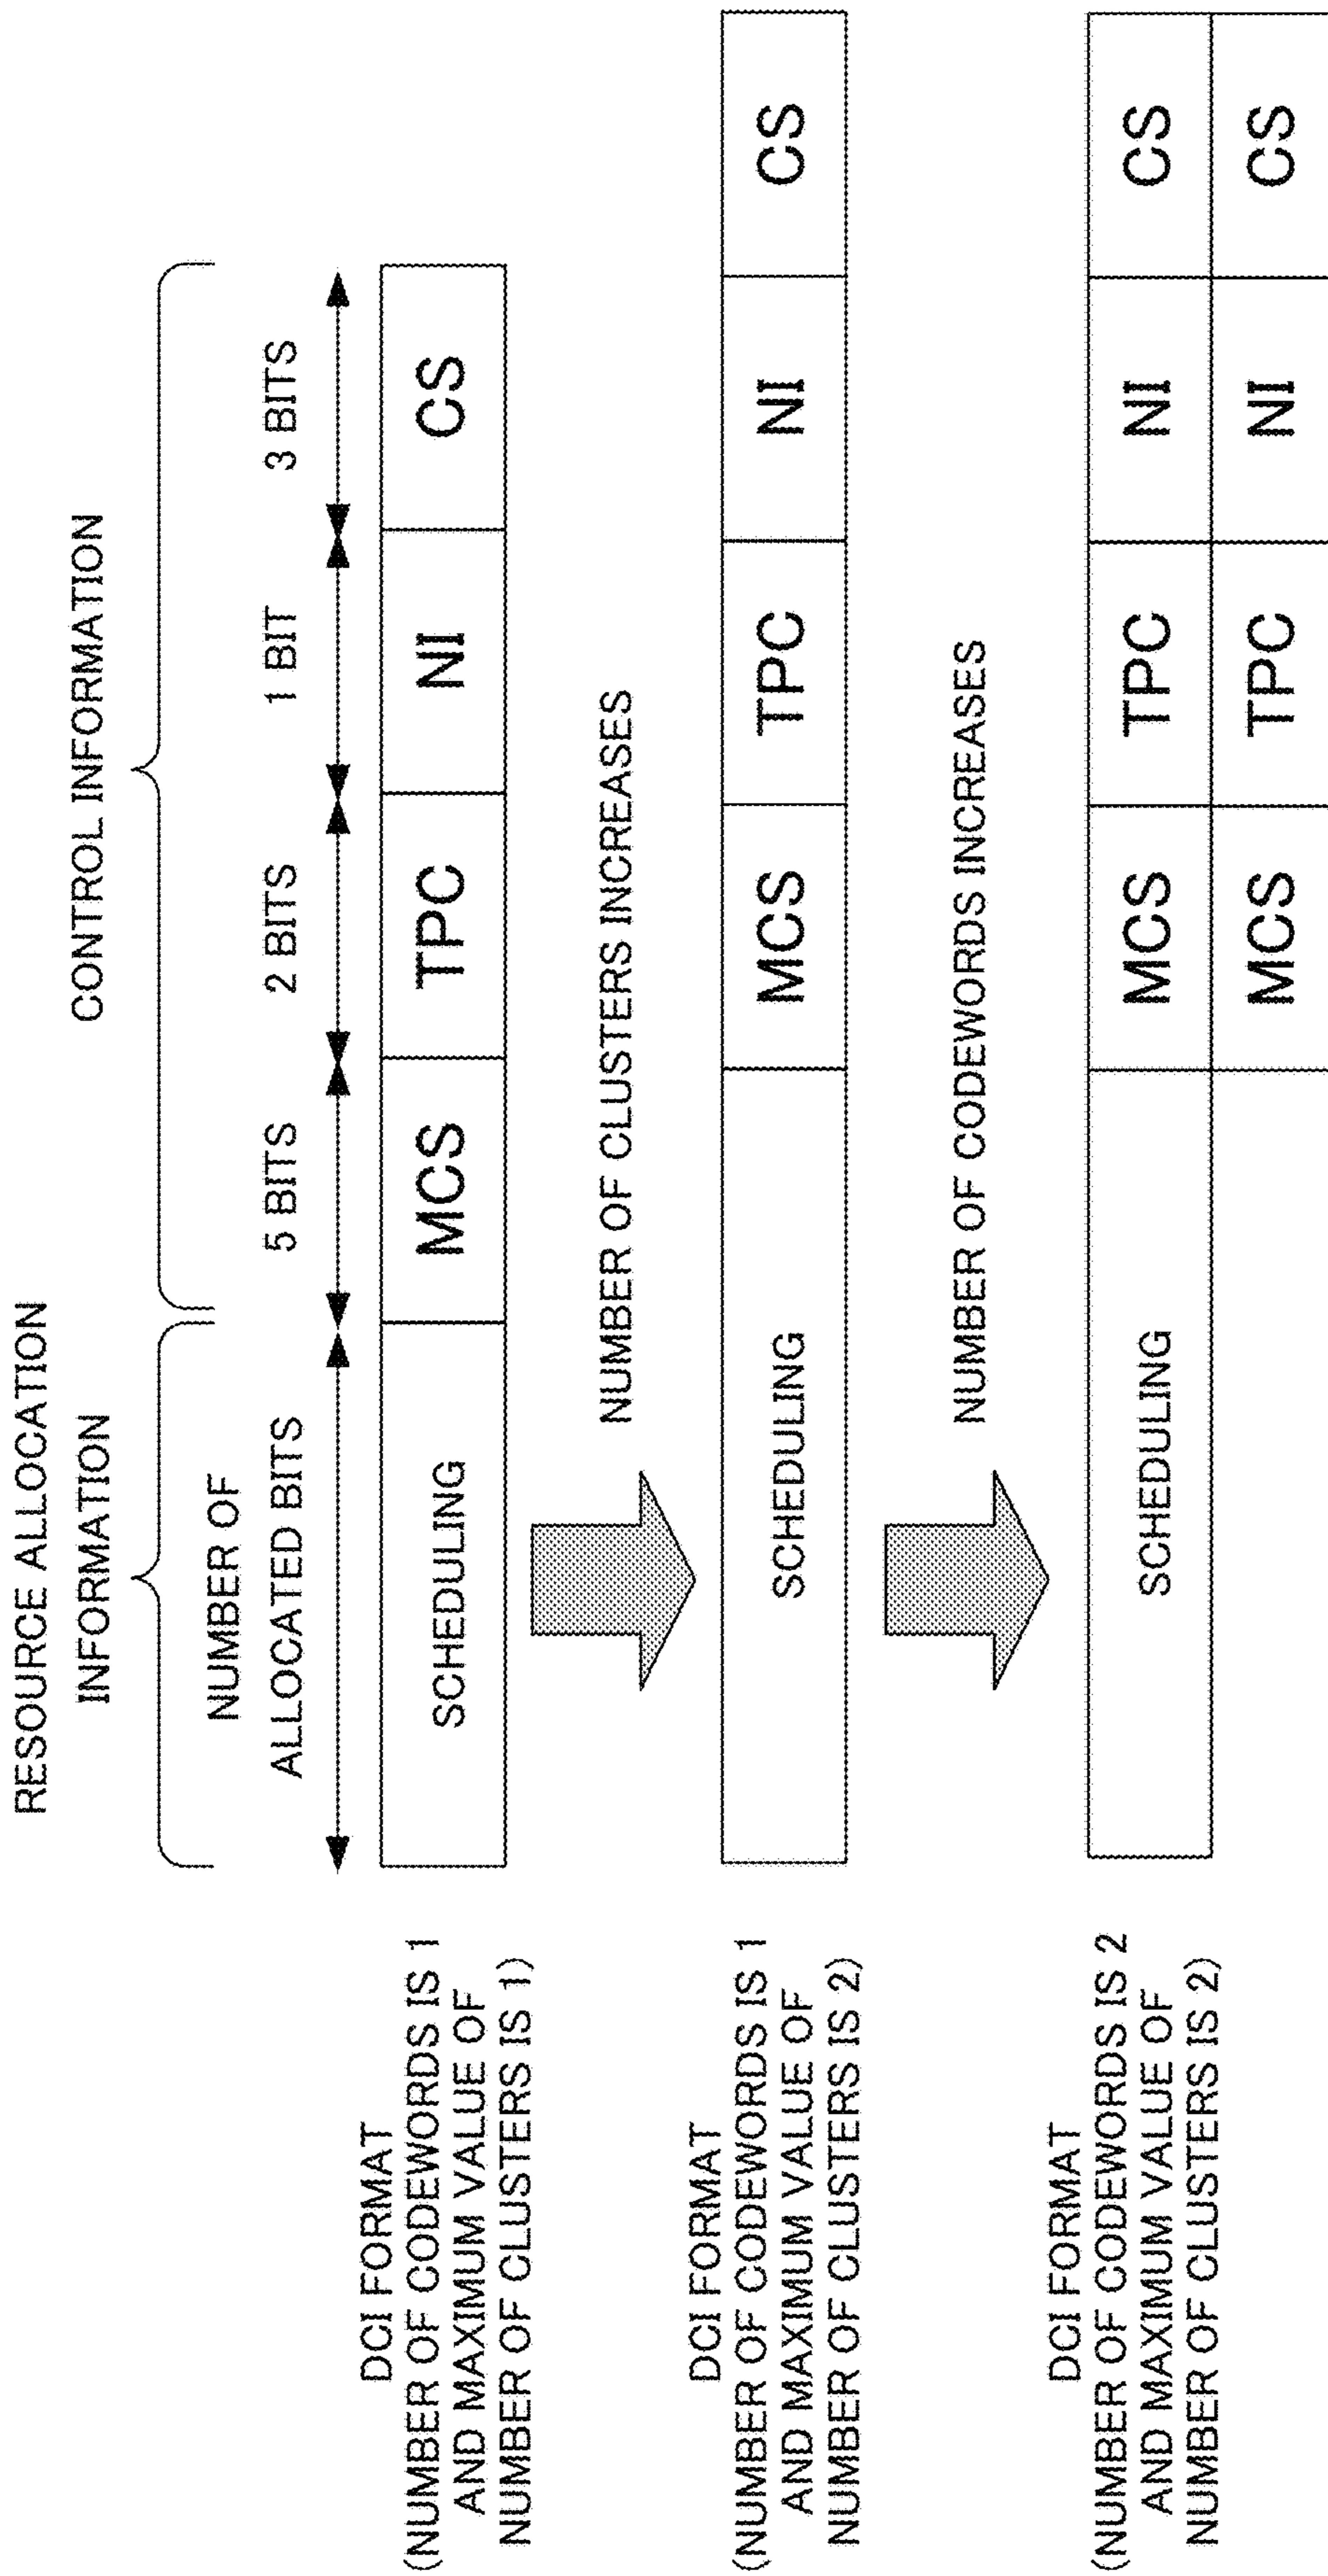 RESOURCE ALLOCATION
INFORMATION
CONTROL INFORMATION
NUMBER OF
ALLOCATED BITS
5 BITS
2 BITS
1 BIT
3 BITS
DCI FORMAT
(NUMBER OF CODEWORDS IS 1
AND MAXIMUM VALUE OF
NUMBER OF CLUSTERS IS 1)
SCHEDULING
MCS
TPC
NI
CS
NUMBER OF CLUSTERS INCREASES
DCI FORMAT
(NUMBER OF CODEWORDS IS 1
AND MAXIMUM VALUE OF
NUMBER OF CLUSTERS IS 2)
SCHEDULING
MCS
TPC
NI
CS
NUMBER OF CODEWORDS INCREASES
DCI FORMAT
(NUMBER OF CODEWORDS IS 2
AND MAXIMUM VALUE OF
NUMBER OF CLUSTERS IS 2)
SCHEDULING
MCS
TPC
NI
CS
MCS
TPC
NI
CS